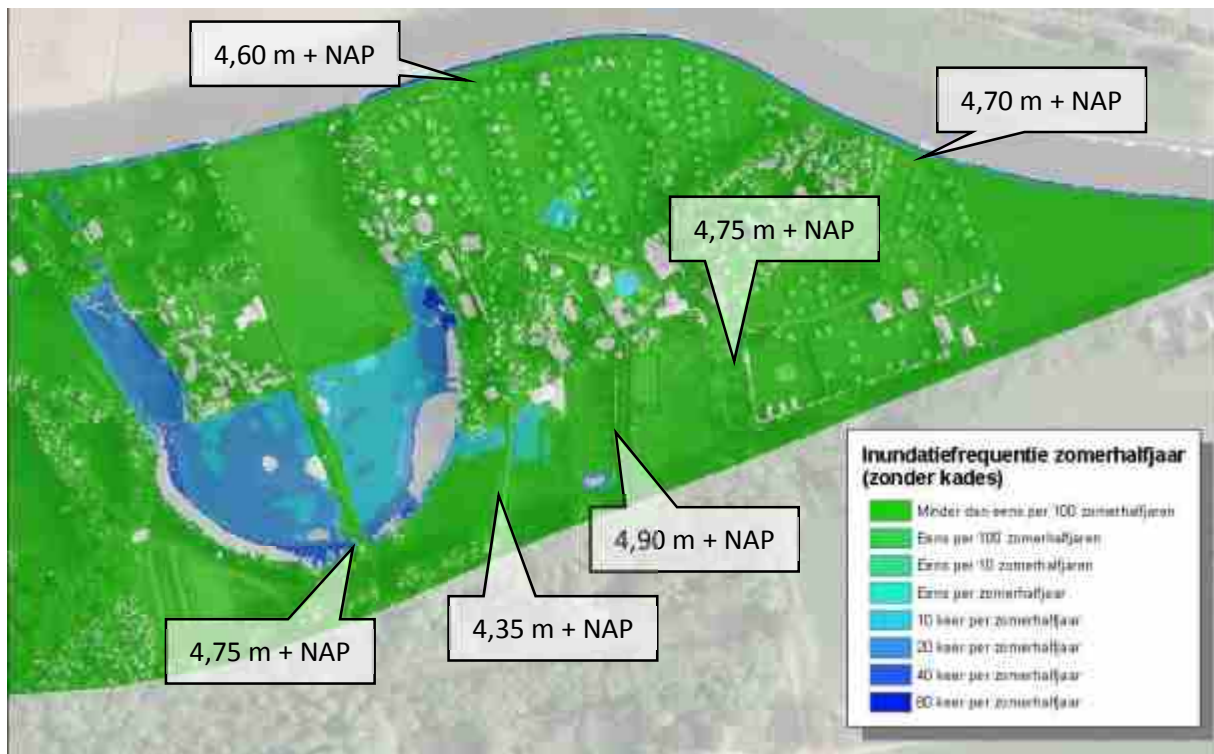 4,60 m + NAP
4,70 m + NAP
4,75 m + NAP
4,90 m + NAP
4,35 m + NAP
4,75 m + NAP
Inundatiefrequentie zomerhalfjaar
(zonder kades)
Minder dan eens per 100 zomerhalfjaren
Eens per 100 zomerhalfjaren
Eens per 10 zomerhalfjaren
Eens per zomerhalfjaar
10 keer per zomerhalfjaar
20 keer per zomerhalfjaar
40 keer per zomerhalfjaar
60 keer per zomerhalfjaar